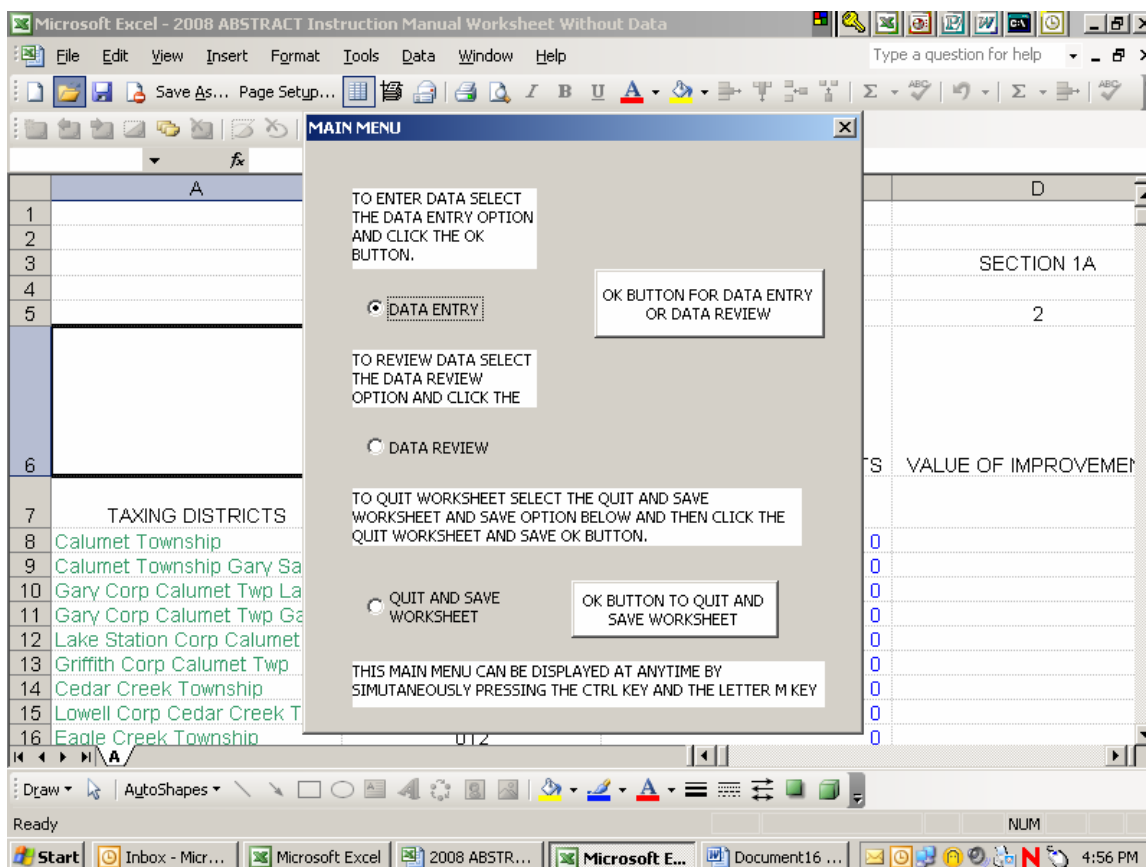 Microsoft Excel - 2008 ABSTRACT Instruction Manual Worksheet Without Data
File Edit View Insert Format Tools Data Window Help
Type a question for help
Save As... Page Setup...
MAIN MENU
A
D
1
2
3 SECTION 1A
4
5 2
6 VALUE OF IMPROVEMEN
7 TAXING DISTRICTS
8 Calumet Township 0
9 Calumet Township Gary Sa 0
10 Gary Corp Calumet Twp La 0
11 Gary Corp Calumet Twp Ga 0
12 Lake Station Corp Calumet 0
13 Griffith Corp Calumet Twp 0
14 Cedar Creek Township 0
15 Lowell Corp Cedar Creek T 0
16 Eagle Creek Township 012 0
TO ENTER DATA SELECT
THE DATA ENTRY OPTION
AND CLICK THE OK
BUTTON.
DATA ENTRY
OK BUTTON FOR DATA ENTRY
OR DATA REVIEW
TO REVIEW DATA SELECT
THE DATA REVIEW
OPTION AND CLICK THE
DATA REVIEW
TO QUIT WORKSHEET SELECT THE QUIT AND SAVE
WORKSHEET AND SAVE OPTION BELOW AND THEN CLICK THE
QUIT WORKSHEET AND SAVE OK BUTTON.
QUIT AND SAVE
WORKSHEET
OK BUTTON TO QUIT AND
SAVE WORKSHEET
THIS MAIN MENU CAN BE DISPLAYED AT ANYTIME BY
SIMUTANEOUSLY PRESSING THE CTRL KEY AND THE LETTER M KEY
A
Draw AutoShapes
Ready
NUM
Start Inbox - Micr... Microsoft Excel 2008 ABSTR... Microsoft E... Document16 ... 4:56 PM